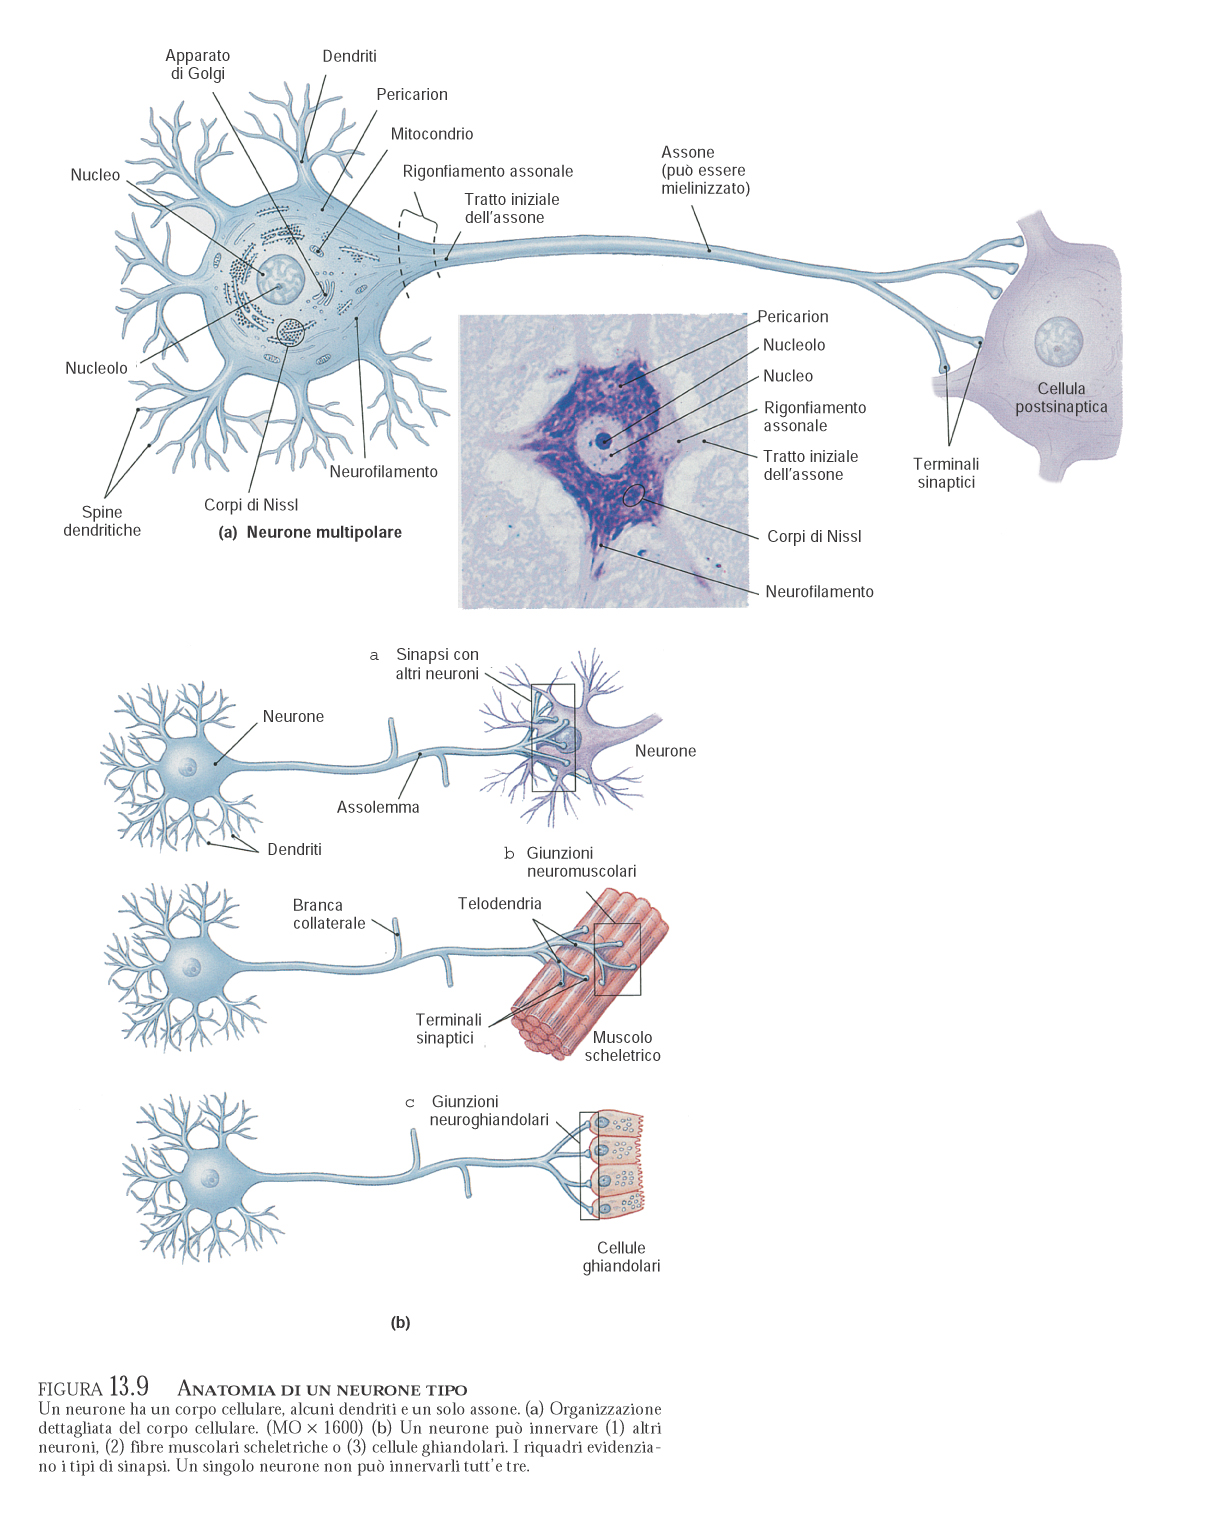 Apparato
di Golgi
Dendriti
Pericarion
Mitocondrio
Rigonfiamento assonale
Nucleo
Tratto iniziale
dell'assone
Assone
(può essere
mielinizzato)
Nucleolo
Neurofilamento
Corpi di Nissl
Spine
dendritiche
(a) Neurone multipolare
Pericarion
Nucleolo
Nucleo
Rigonfiamento
assonale
Tratto iniziale
dell'assone
Corpi di Nissl
Neurofilamento
Cellula
postsinaptica
Terminali
sinaptici
a Sinapsi con
altri neuroni
Neurone
Neurone
Assolemma
Dendriti
b Giunzioni
neuromuscolari
Branca
collaterale
Telodendria
Terminali
sinaptici
Muscolo
scheletrico
c Giunzioni
neuroghiandolari
Cellule
ghiandolari
(b)
FIGURA 13.9 ANATOMIA DI UN NEURONE TIPO
Un neurone ha un corpo cellulare, alcuni dendriti e un solo assone. (a) Organizzazione
dettagliata del corpo cellulare. (MO × 1600) (b) Un neurone può innervare (1) altri
neuroni, (2) fibre muscolari scheletriche o (3) cellule ghiandolari. I riquadri evidenzia-
no i tipi di sinapsi. Un singolo neurone non può innervarli tutt'e tre.